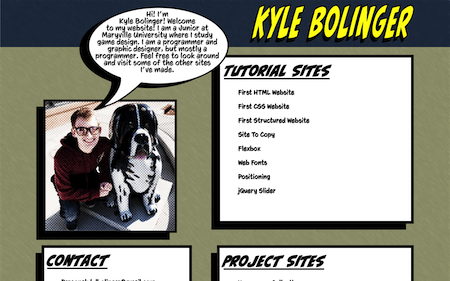 KYLE BOLINGER
Hi! I'm
Kyle Bolinger! Welcome
to my website! I am a Junior at
Maryville University where I study
game design. I am a programmer and
graphic designer, but mostly a
programmer. Feel free to look around
and visit some of the other sites
I've made.
TUTORIAL SITES
First HTML Website
First CSS Website
First Structured Website
Site To Copy
Flexbox
Web Fonts
Positioning
jQuery Slider
CONTACT
PROJECT SITES